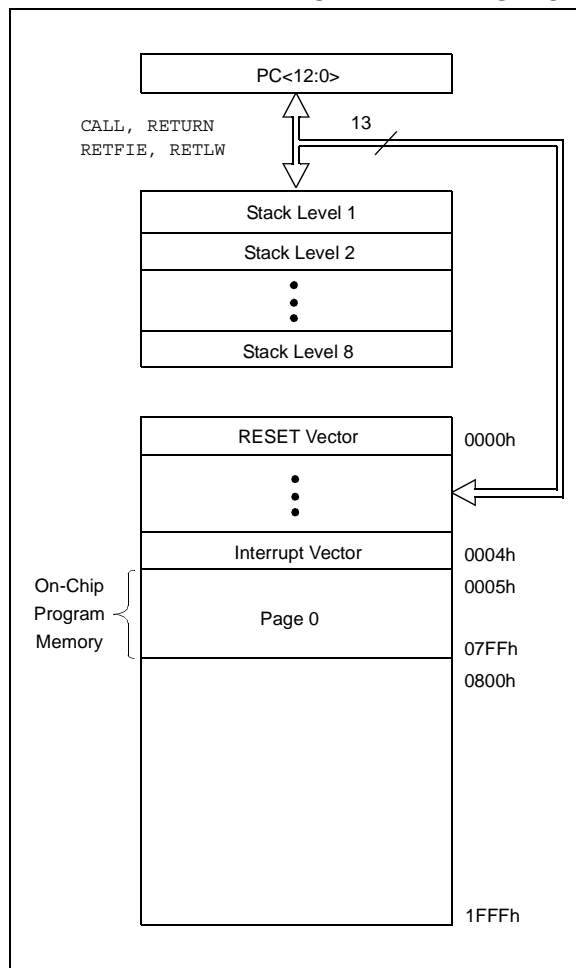 PC<12:0>
CALL, RETURN
RETFIE, RETLW
13
Stack Level 1
Stack Level 2
Stack Level 8
RESET Vector
0000h
Interrupt Vector
0004h
On-Chip
Program
Memory
0005h
Page 0
07FFh
0800h
1FFFh